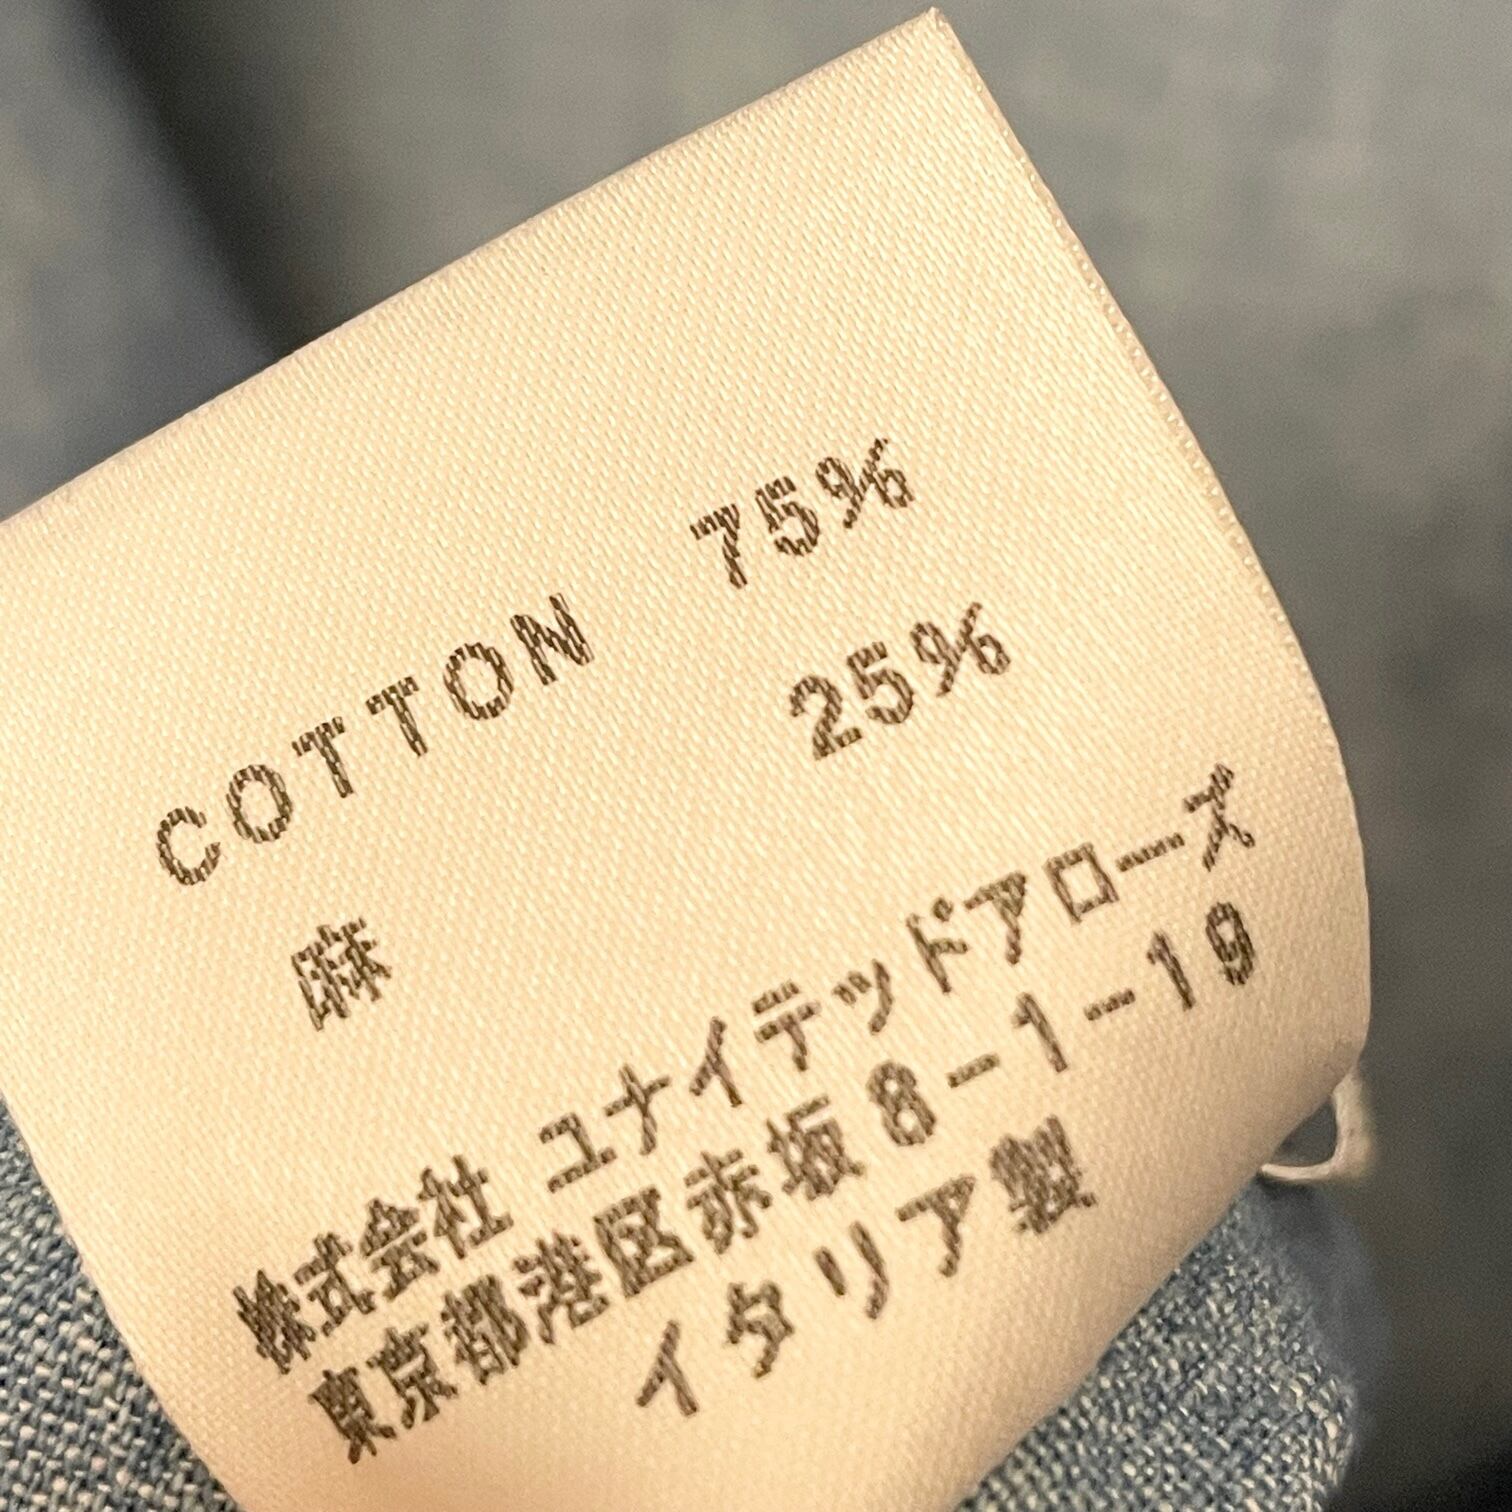 COTTON 75%
麻 25%
株式会社 ユナイテッドアローズ
東京都港区赤坂8-1-19
イタリア製